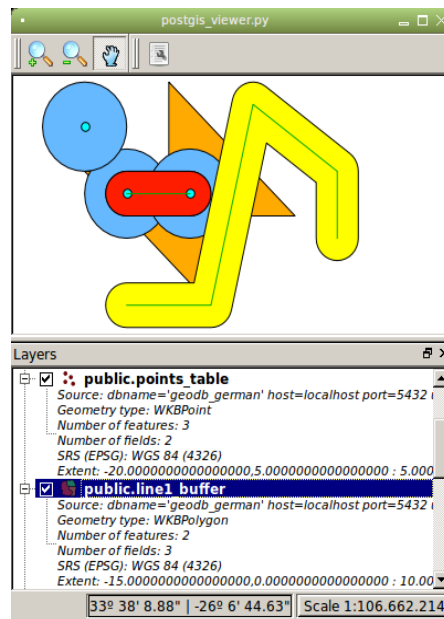 postgis_viewer.py
Layers
public.points_table
Source: dbname='geodb_german' host=localhost port=5432
Geometry type: WKBPoint
Number of features: 3
Number of fields: 2
SRS (EPSG): WGS 84 (4326)
Extent: -20.0000000000000000,5.0000000000000000 : 5.000
public.line1_buffer
Source: dbname='geodb_german' host=localhost port=5432
Geometry type: WKBPolygon
Number of features: 2
Number of fields: 3
SRS (EPSG): WGS 84 (4326)
Extent: -15.0000000000000000,0.0000000000000000 : 10.00
33º 38' 8.88" | -26º 6' 44.63" Scale 1:106.662.214